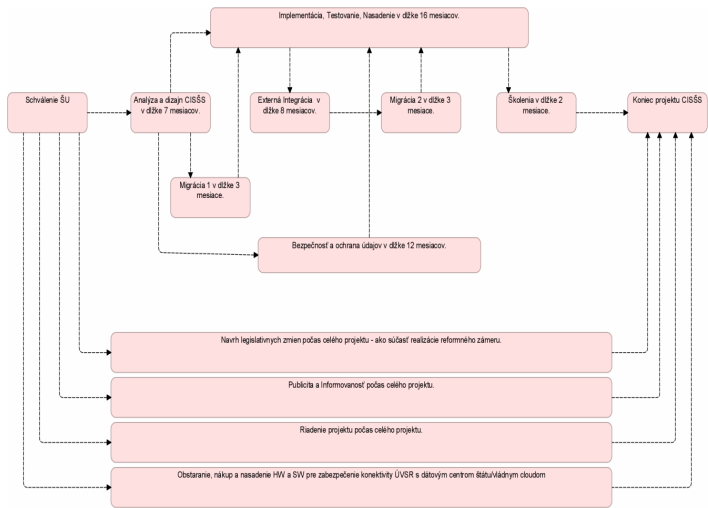 Implementácia, Testovanie, Nasadenie v dĺžke 16 mesiacov.
Schválenie ŠU
Analýza a dizajn CISŠS
v dĺžke 7 mesiacov.
Externá Integrácia v
dĺžke 8 mesiacov.
Migrácia 2 v dĺžke 3
mesiace.
Školenia v dĺžke 2
mesiace.
Koniec projektu CISŠS
Migrácia 1 v dĺžke 3
mesiace.
Bezpečnosť a ochrana údajov v dĺžke 12 mesiacov.
Navrh legislatívnych zmien počas celého projektu - ako súčasť realizácie reformného zámeru.
Publicita a Informovanosť počas celého projektu.
Riadenie projektu počas celého projektu.
Obstaranie, nákup a nasadenie HW a SW pre zabezpečenie konektivity ÚVSR s dátovým centrom štátu/vládnym cloudom